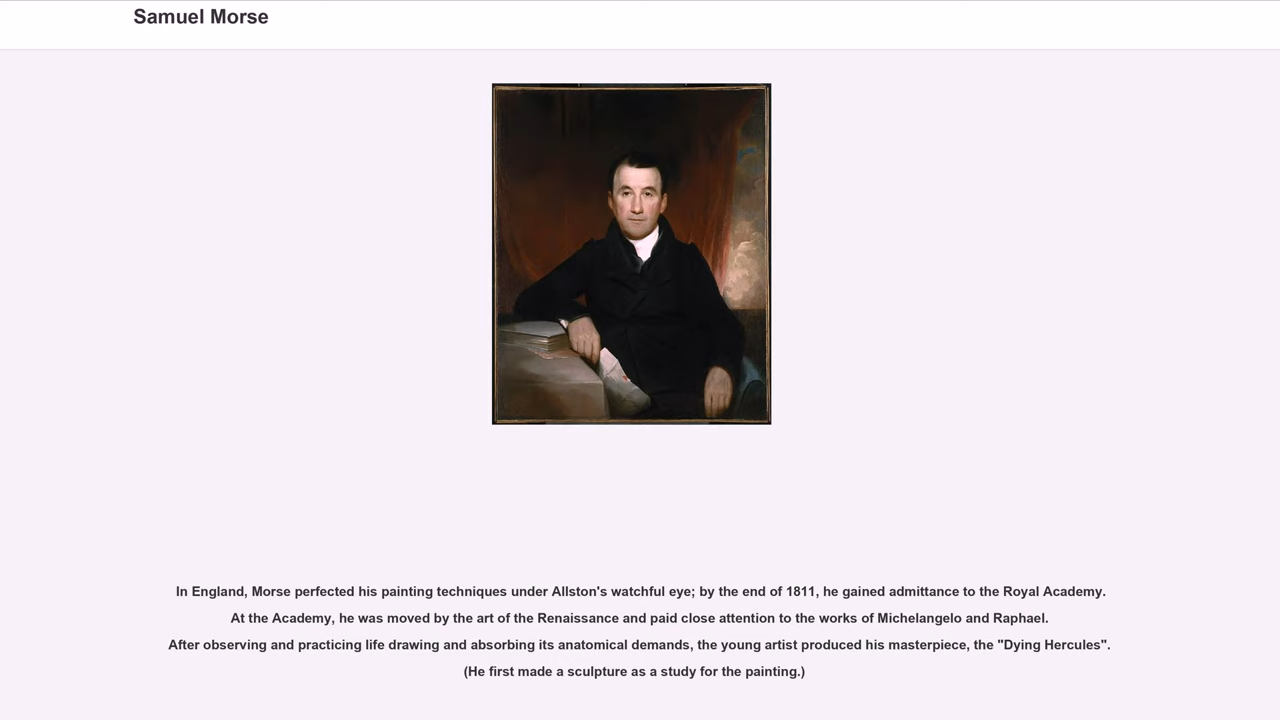 Samuel Morse
In England, Morse perfected his painting techniques under Allston's watchful eye; by the end of 1811, he gained admittance to the Royal Academy.
At the Academy, he was moved by the art of the Renaissance and paid close attention to the works of Michelangelo and Raphael.
After observing and practicing life drawing and absorbing its anatomical demands, the young artist produced his masterpiece, the "Dying Hercules".
(He first made a sculpture as a study for the painting.)